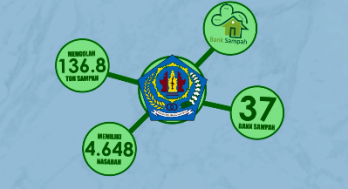 Bank Sampah
MENGOLAH
136.8
TON SAMPAH
37
BANK SAMPAH
MEMILIKI
4.648
NASABAH